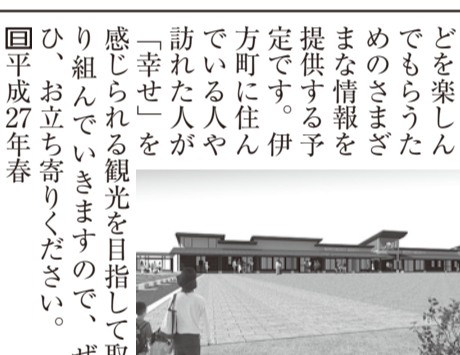 どを楽しん
でもらうた
めのさまざ
まな情報を
提供する予
定です。伊
方町に住ん
でいる人や
訪れた人が
「幸せ」を
感じられる観光を目指して取
り組んでいきますので、ぜ
ひ、お立ち寄りください。
平成27年春